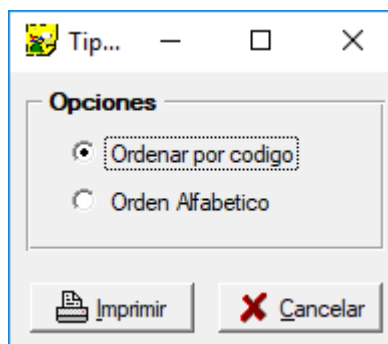 Tip...
Opciones
Ordenar por codigo
Orden Alfabetico
Imprimir
Cancelar